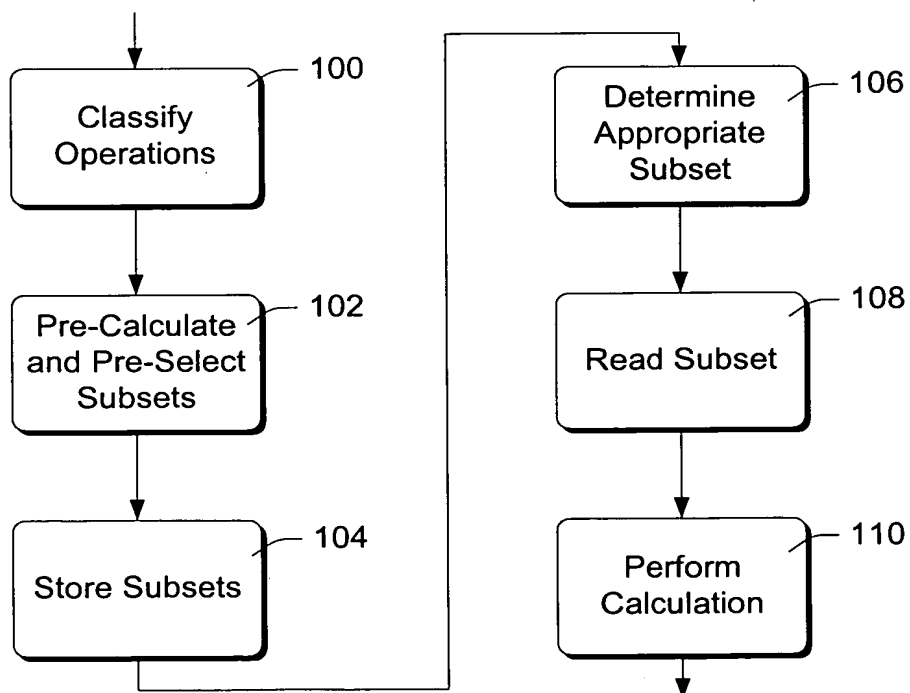 100
Classify
Operations
102
Pre-Calculate
and Pre-Select
Subsets
104
Store Subsets
106
Determine
Appropriate
Subset
108
Read Subset
110
Perform
Calculation